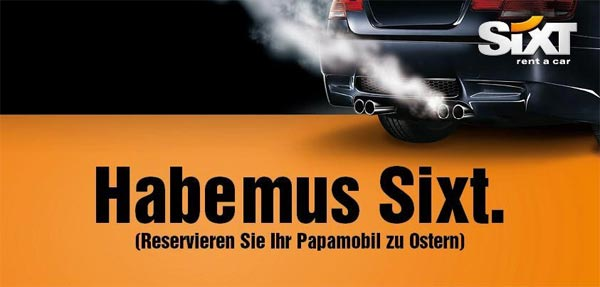 SIXT
rent a car
Habemus Sixt.
(Reservieren Sie Ihr Papamobil zu Ostern)